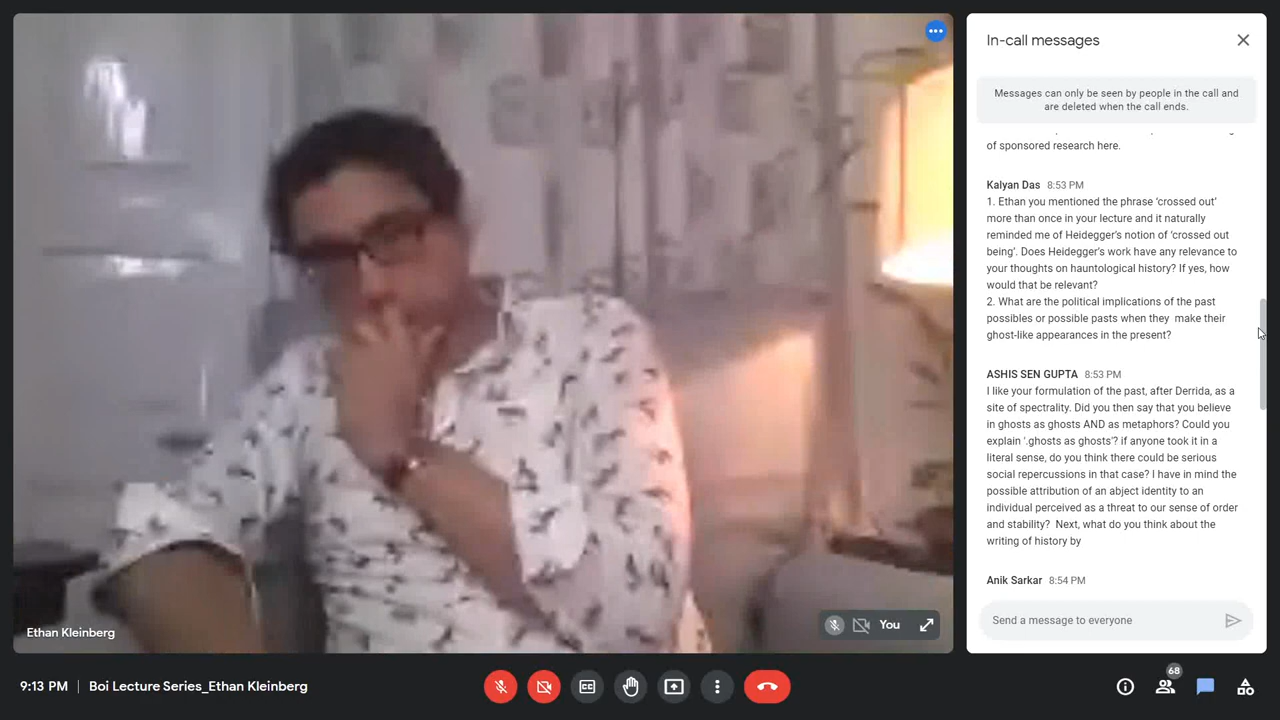 In-call messages
Messages can only be seen by people in the call and
are deleted when the call ends.
of sponsored research here.
Kalyan Das 8:53 PM
1. Ethan you mentioned the phrase ‘crossed out’
more than once in your lecture and it naturally
reminded me of Heidegger's notion of ‘crossed out
being’. Does Heidegger's work have any relevance to
your thoughts on hauntological history? If yes, how
would that be relevant?
2. What are the political implications of the past
possibles or possible pasts when they  make their
ghost-like appearances in the present?
ASHIS SEN GUPTA 8:53 PM
I like your formulation of the past, after Derrida, as a
site of spectrality. Did you then say that you believe
in ghosts as ghosts AND as metaphors? Could you
explain '.ghosts as ghosts'? if anyone took it in a
literal sense, do you think there could be serious
social repercussions in that case? I have in mind the
possible attribution of an abject identity to an
individual perceived as a threat to our sense of order
and stability?  Next, what do you think about the
writing of history by
Anik Sarkar 8:54 PM
Send a message to everyone
Ethan Kleinberg
You
9:13 PM | Boi Lecture Series_Ethan Kleinberg
68